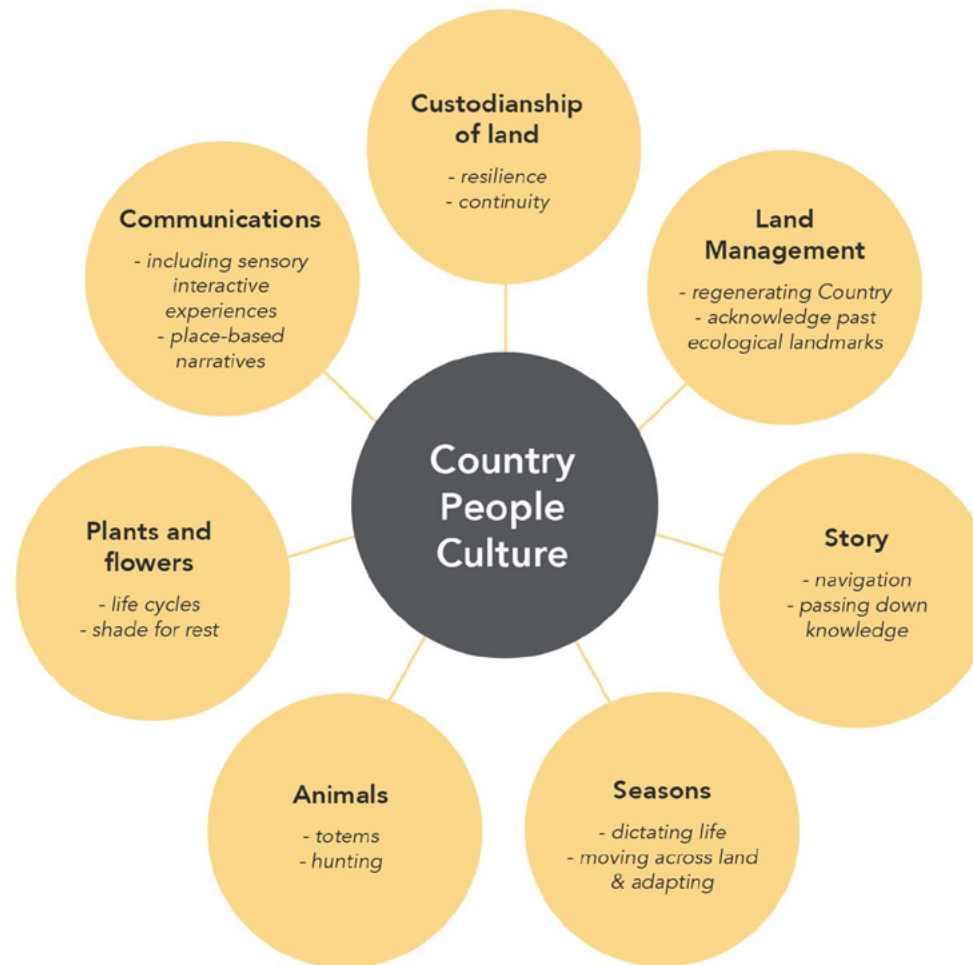 Custodianship
of land
- resilience
- continuity
Land
Management
- regenerating Country
- acknowledge past
ecological landmarks
Story
- navigation
- passing down
knowledge
Seasons
- dictating life
- moving across land
& adapting
Animals
- totems
- hunting
Plants and
flowers
- life cycles
- shade for rest
Communications
- including sensory
interactive
experiences
- place-based
narratives
Country
People
Culture